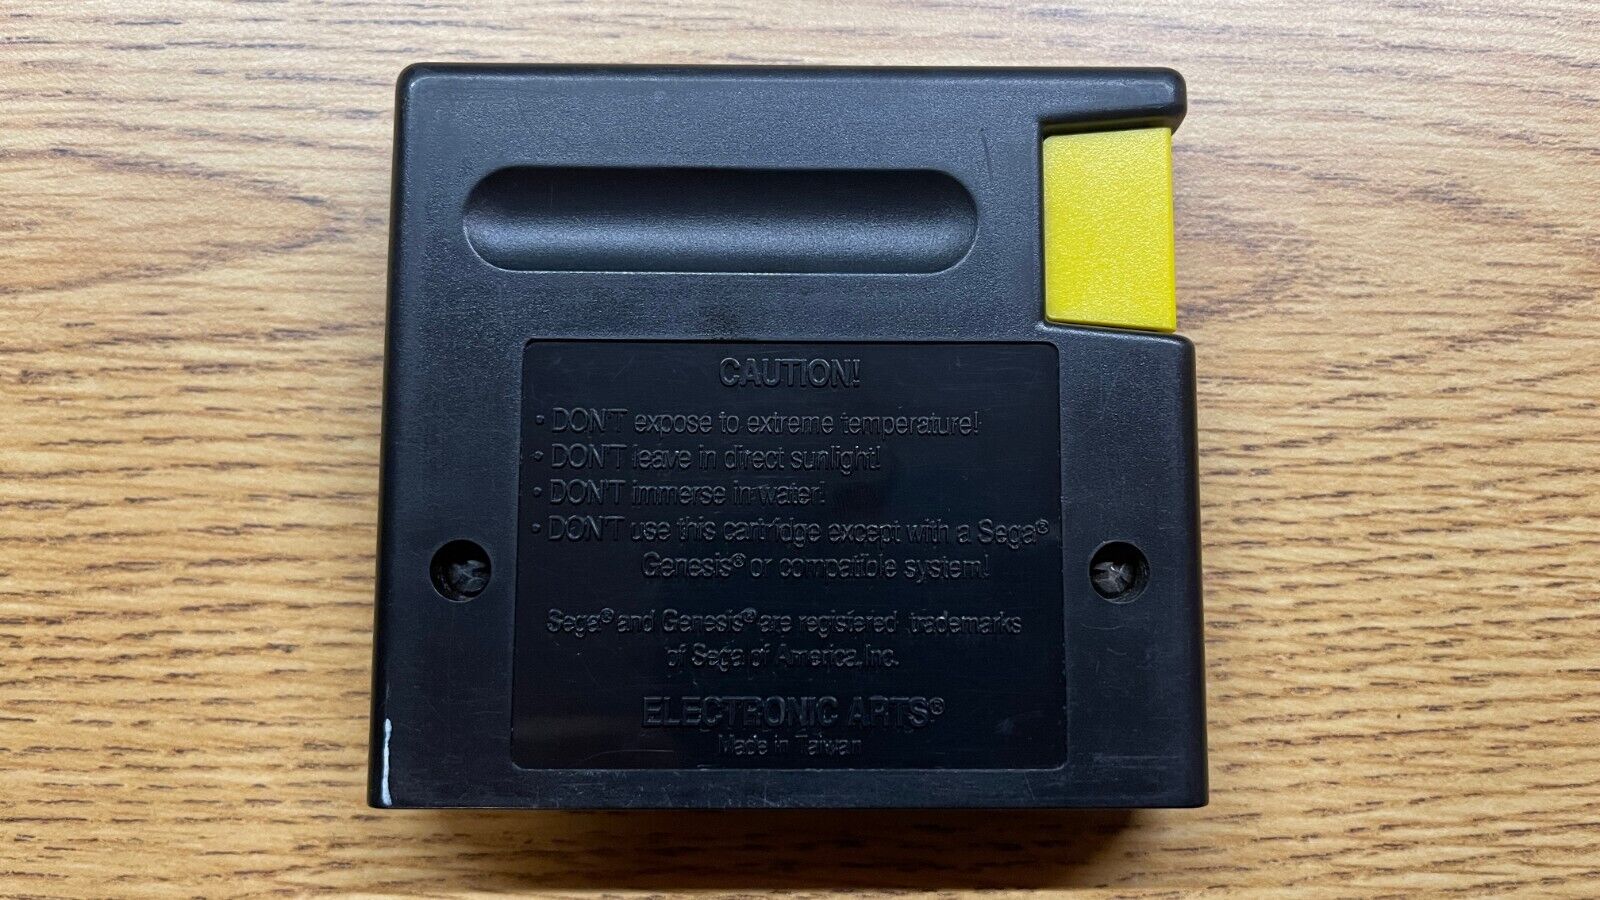 CAUTION!
• DON'T expose to extreme temperature!
• DON'T leave in direct sunlight!
• DON'T immerse in water!
• DON'T use this cartridge except with a Sega®
Genesis® or compatible system!
Sega® and Genesis® are registered trademarks
of Sega of America, Inc.
ELECTRONIC ARTS®
Made in Taiwan